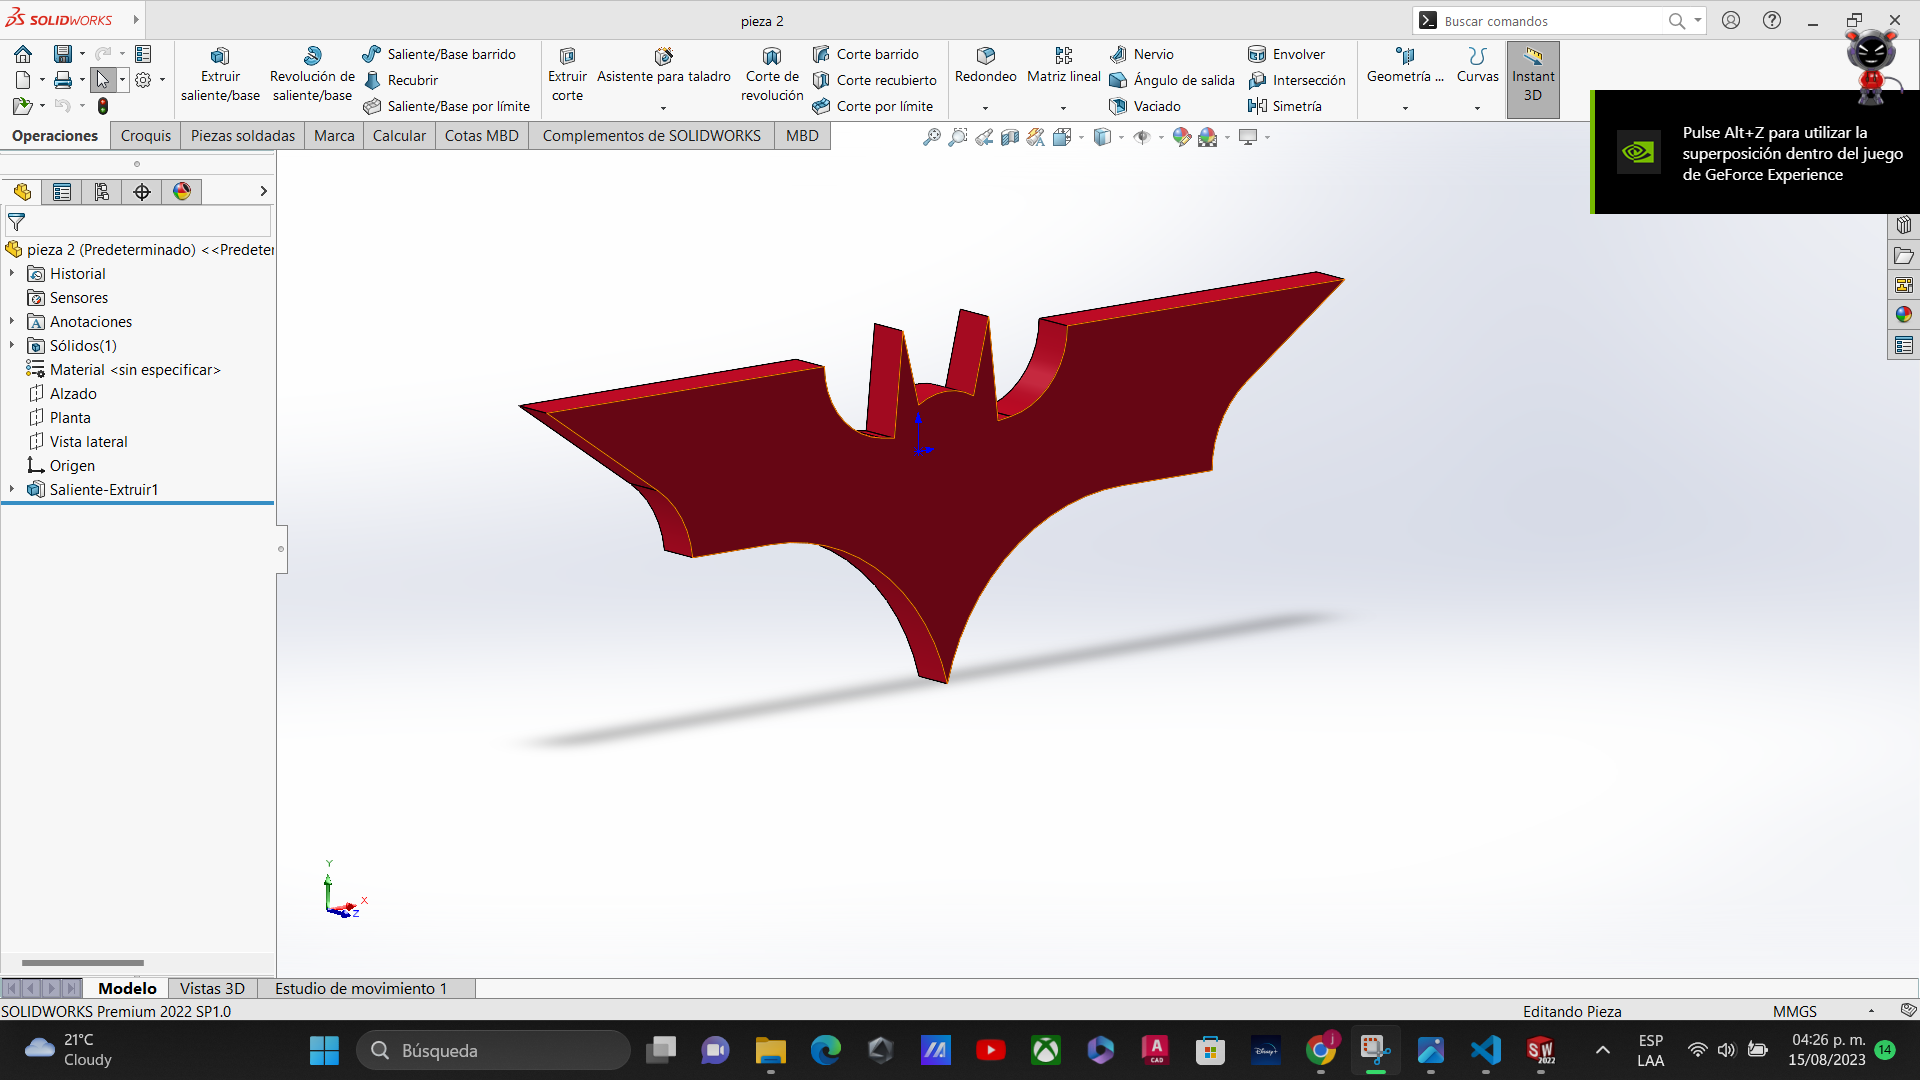 SOLIDWORKS
pieza 2
Buscar comandos
Extruir saliente/base
Revolución de saliente/base
Saliente/Base barrido
Recubrir
Saliente/Base por límite
Extruir corte
Asistente para taladro
Corte de revolución
Corte barrido
Corte recubierto
Corte por límite
Redondeo
Matriz lineal
Nervio
Ángulo de salida
Vaciado
Envolver
Intersección
Simetría
Geometría ...
Curvas
Instant 3D
Operaciones
Croquis
Piezas soldadas
Marca
Calcular
Cotas MBD
Complementos de SOLIDWORKS
MBD
Pulse Alt+Z para utilizar la
superposición dentro del juego
de GeForce Experience
pieza 2 (Predeterminado) <<Predeter
Historial
Sensores
Anotaciones
Sólidos(1)
Material <sin especificar>
Alzado
Planta
Vista lateral
Origen
Saliente-Extruir1
Y
X
Z
Modelo
Vistas 3D
Estudio de movimiento 1
SOLIDWORKS Premium 2022 SP1.0
Editando Pieza
MMGS
21°C
Cloudy
Búsqueda
ESP
LAA
04:26 p. m.
15/08/2023
14